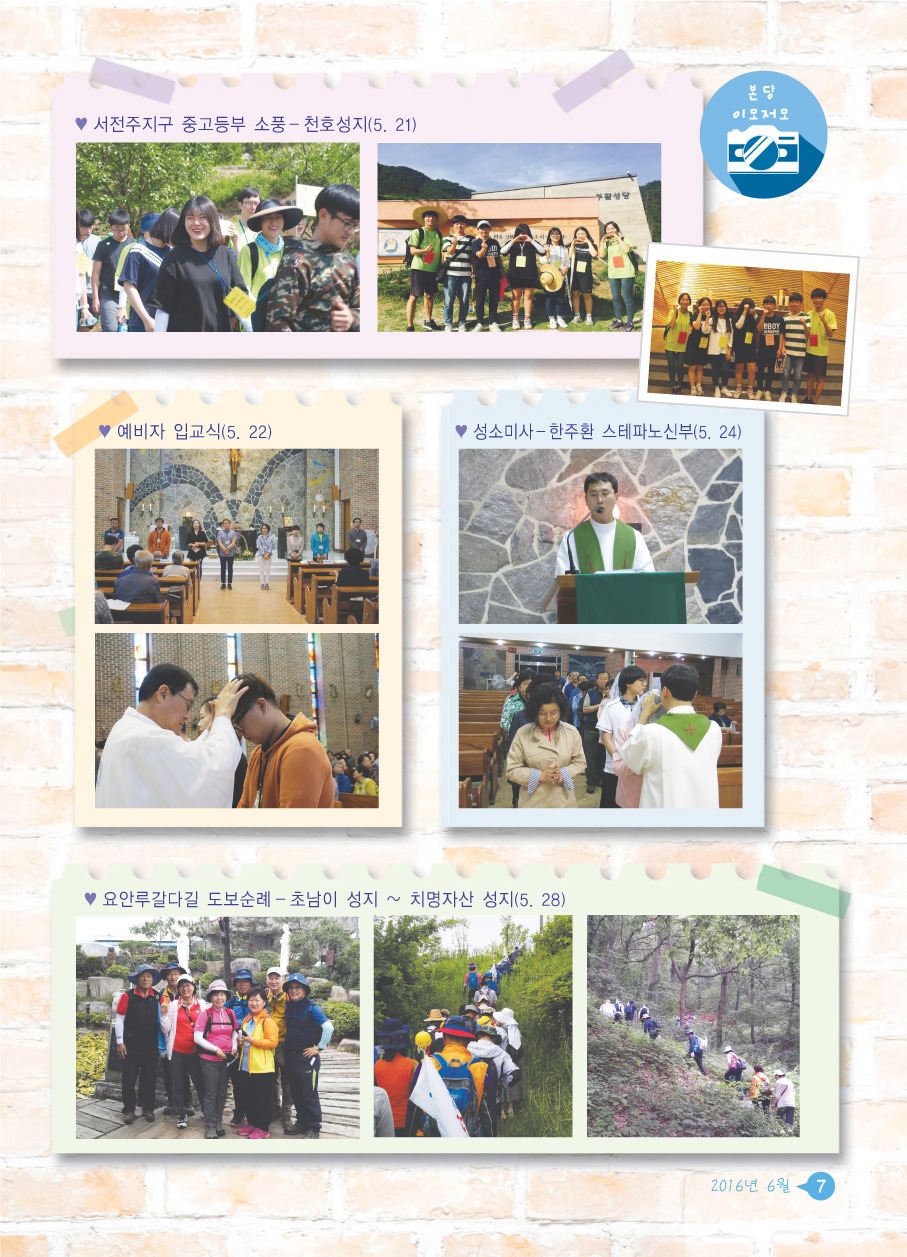 본당
이모저모
♥ 서전주지구 중고등부 소풍-천호성지(5. 21)
부활성당
♥ 예비자 입교식(5. 22)
♥ 성소미사-한주환 스테파노신부(5. 24)
♥ 요안루갈다길 도보순례-초남이 성지 ~ 치명자산 성지(5. 28)
2016년 6월 7